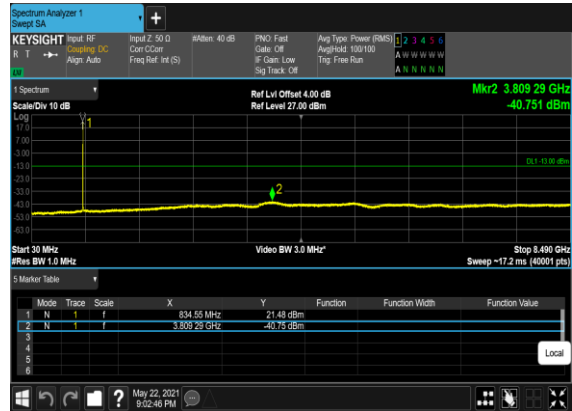 Spectrum Analyzer 1
Swept SA
+
KEYSIGHT Input: RF Input Z: 50 Ω #Atten: 40 dB PNO: Fast Avg Type: Power (RMS) 1 2 3 4 5 6
R T Coupling: DC Corr CCorr Gate: Off Avg|Hold: 100/100 A W W W W W
Align: Auto Freq Ref: Int (S) IF Gain: Low Trig: Free Run
Sig Track: Off A N N N N N
LW
1 Spectrum Ref Lvl Offset 4.00 dB Mkr2 3.809 29 GHz
Scale/Div 10 dB Ref Level 27.00 dBm -40.751 dBm
Log
17.0
1
7.00
-3.00
-13.0
DL1 -13.00 dBm
-23.0
-33.0
2
-43.0
-53.0
-63.0
Start 30 MHz Video BW 3.0 MHz* Stop 8.490 GHz
#Res BW 1.0 MHz Sweep ~17.2 ms (40001 pts)
5 Marker Table
Mode Trace Scale X Y Function Function Width Function Value
1 N 1 f 834.55 MHz 21.48 dBm
2 N 1 f 3.809 29 GHz -40.75 dBm
3
4
5
6
Local
? May 22, 2021
9:02:46 PM